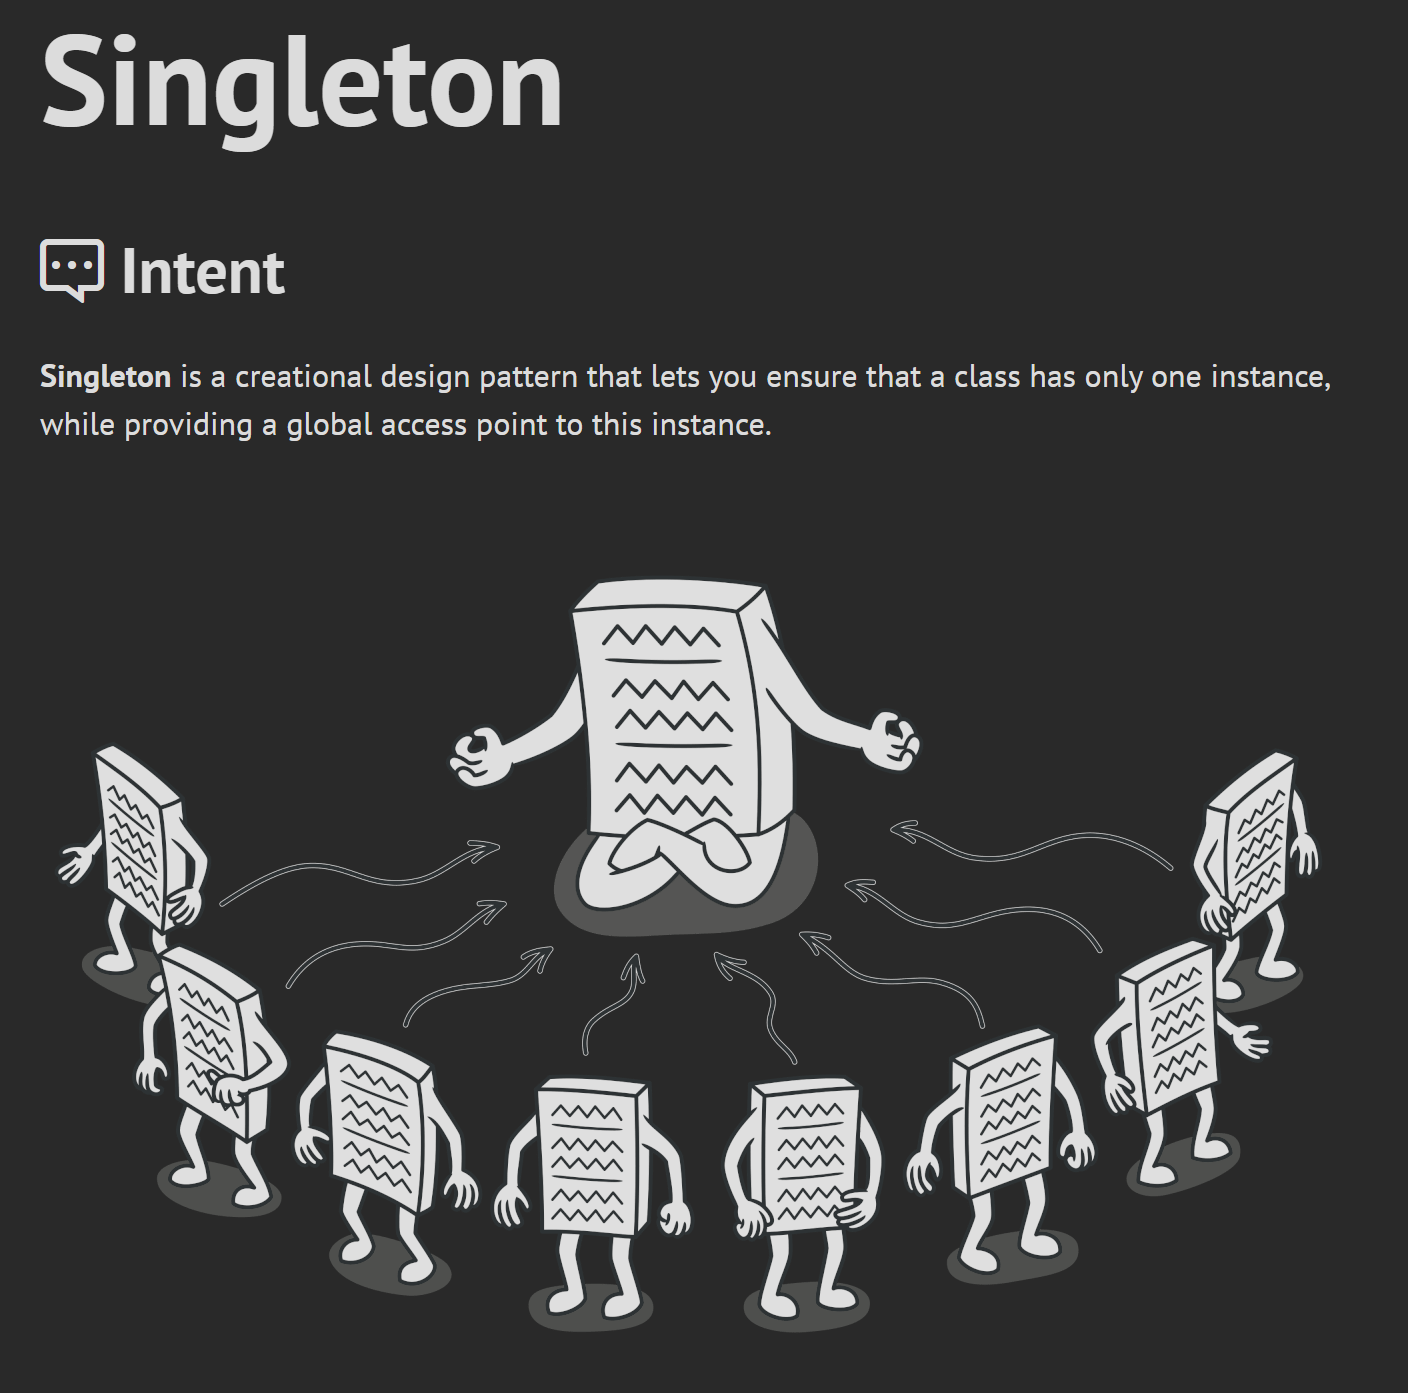 Singleton
Intent
Singleton is a creational design pattern that lets you ensure that a class has only one instance,
while providing a global access point to this instance.